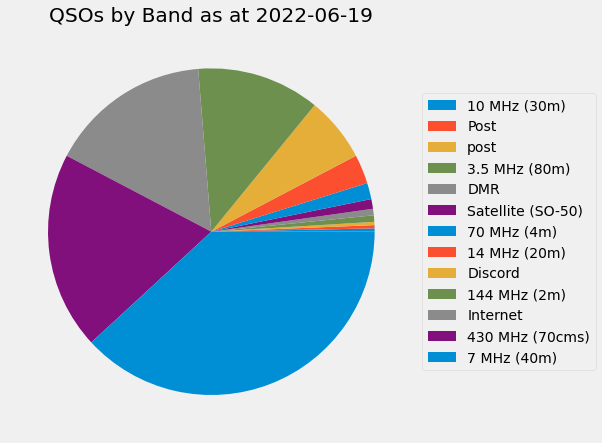 QSOs by Band as at 2022-06-19
10 MHz (30m)
Post
post
3.5 MHz (80m)
DMR
Satellite (SO-50)
70 MHz (4m)
14 MHz (20m)
Discord
144 MHz (2m)
Internet
430 MHz (70cms)
7 MHz (40m)